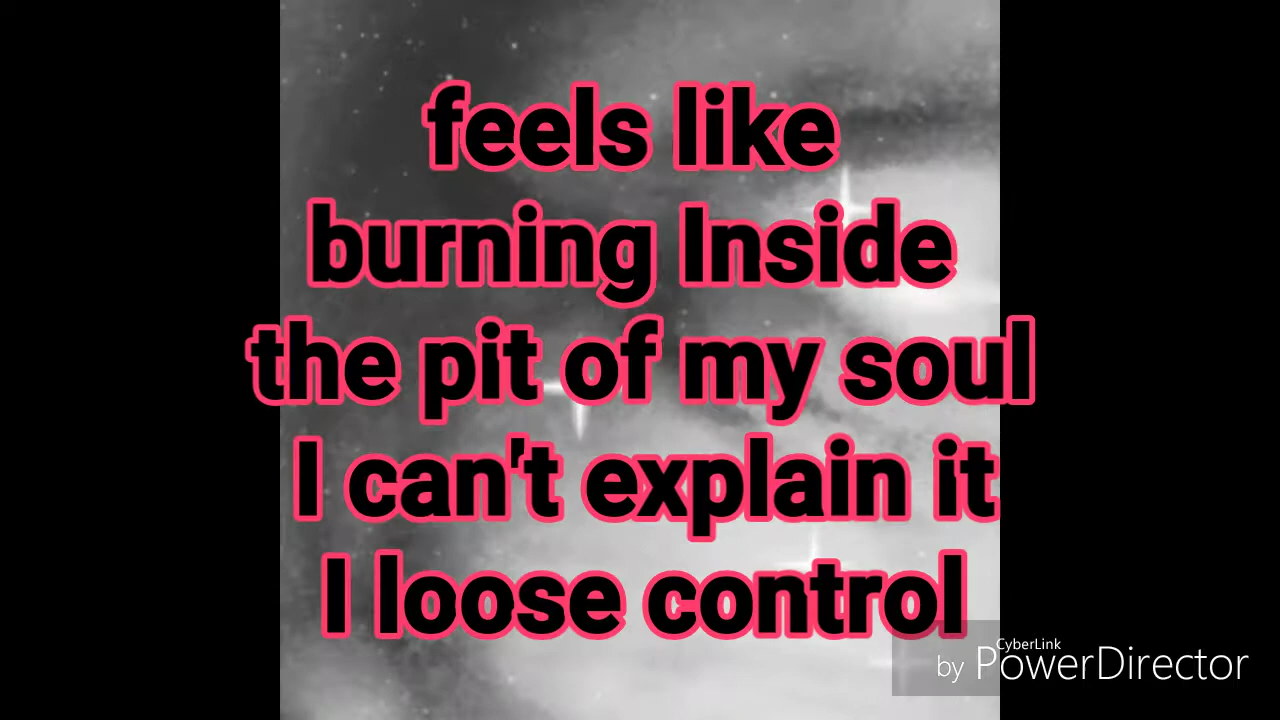 feels like
burning Inside
the pit of my soul
I can't explain it
I loose control
CyberLink
by PowerDirector